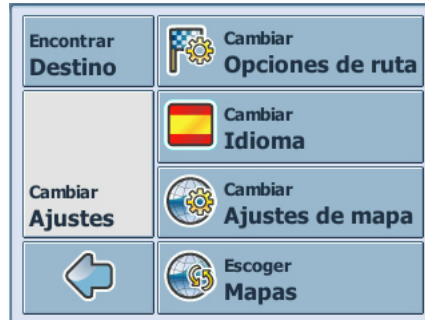 Encontrar
Destino
Cambiar
Opciones de ruta
Cambiar
Idioma
Cambiar
Ajustes
Cambiar
Ajustes de mapa
Escoger
Mapas